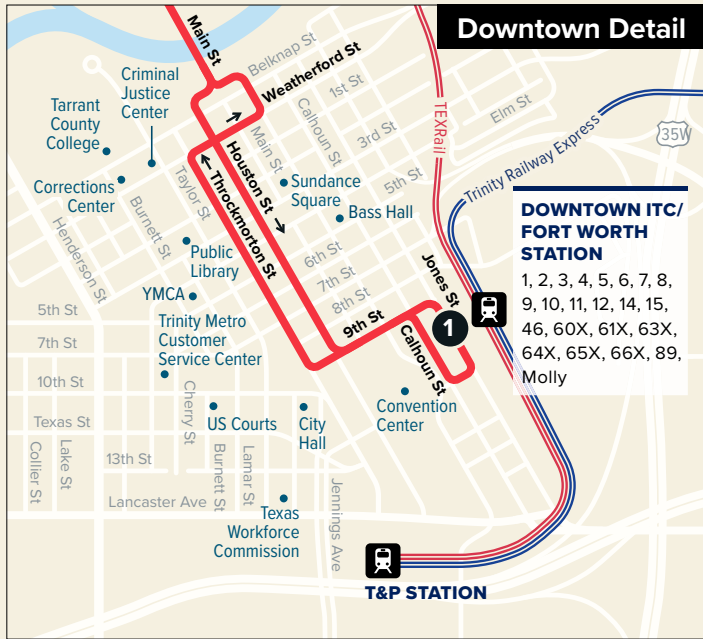 Downtown Detail
Main St
Belknap St
Weatherford St
1st St
Calhoun St
3rd St
Elm St
TEXRail
Trinity Railway Express
35W
Criminal
Justice
Center
Tarrant
County
College
Corrections
Center
Main St
Houston St
Throckmorton St
Taylor St
Burnett St
Henderson St
Sundance
Square
5th St
Bass Hall
Public
Library
6th St
7th St
8th St
Jones St
YMCA
Trinity Metro
Customer
Service Center
9th St
Calhoun St
1
DOWNTOWN ITC/
FORT WORTH
STATION
1, 2, 3, 4, 5, 6, 7, 8,
9, 10, 11, 12, 14, 15,
46, 60X, 61X, 63X,
64X, 65X, 66X, 89,
Molly
5th St
7th St
10th St
Texas St
13th St
Lancaster Ave
Collier St
Lake St
Cherry St
Burnett St
Lamar St
Jennings Ave
US Courts
City
Hall
Convention
Center
Texas
Workforce
Commission
T&P STATION